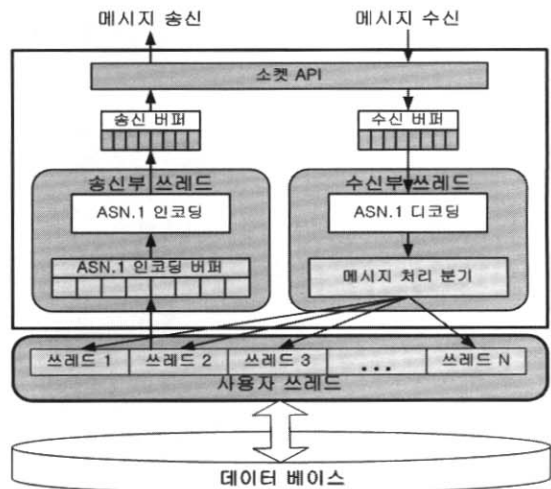 메시지 송신
메시지 수신
소켓 API
송신 버퍼
수신 버퍼
송신부 쓰레드
수신부 쓰레드
ASN.1 인코딩
ASN.1 디코딩
ASN.1 인코딩 버퍼
메시지 처리 분기
쓰레드 1
쓰레드 2
쓰레드 3
...
쓰레드 N
사용자 쓰레드
데이터 베이스